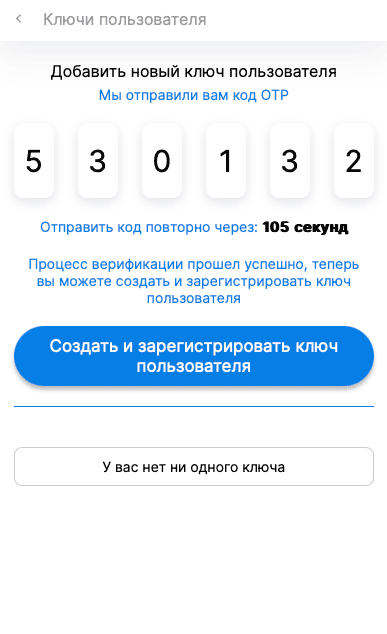 Ключи пользователя
Добавить новый ключ пользователя
Мы отправили вам код OTP
5 3 0 1 3 2
Отправить код повторно через: 105 секунд
Процесс верификации прошел успешно, теперь
вы можете создать и зарегистрировать ключ
пользователя
Создать и зарегистрировать ключ
пользователя
У вас нет ни одного ключа